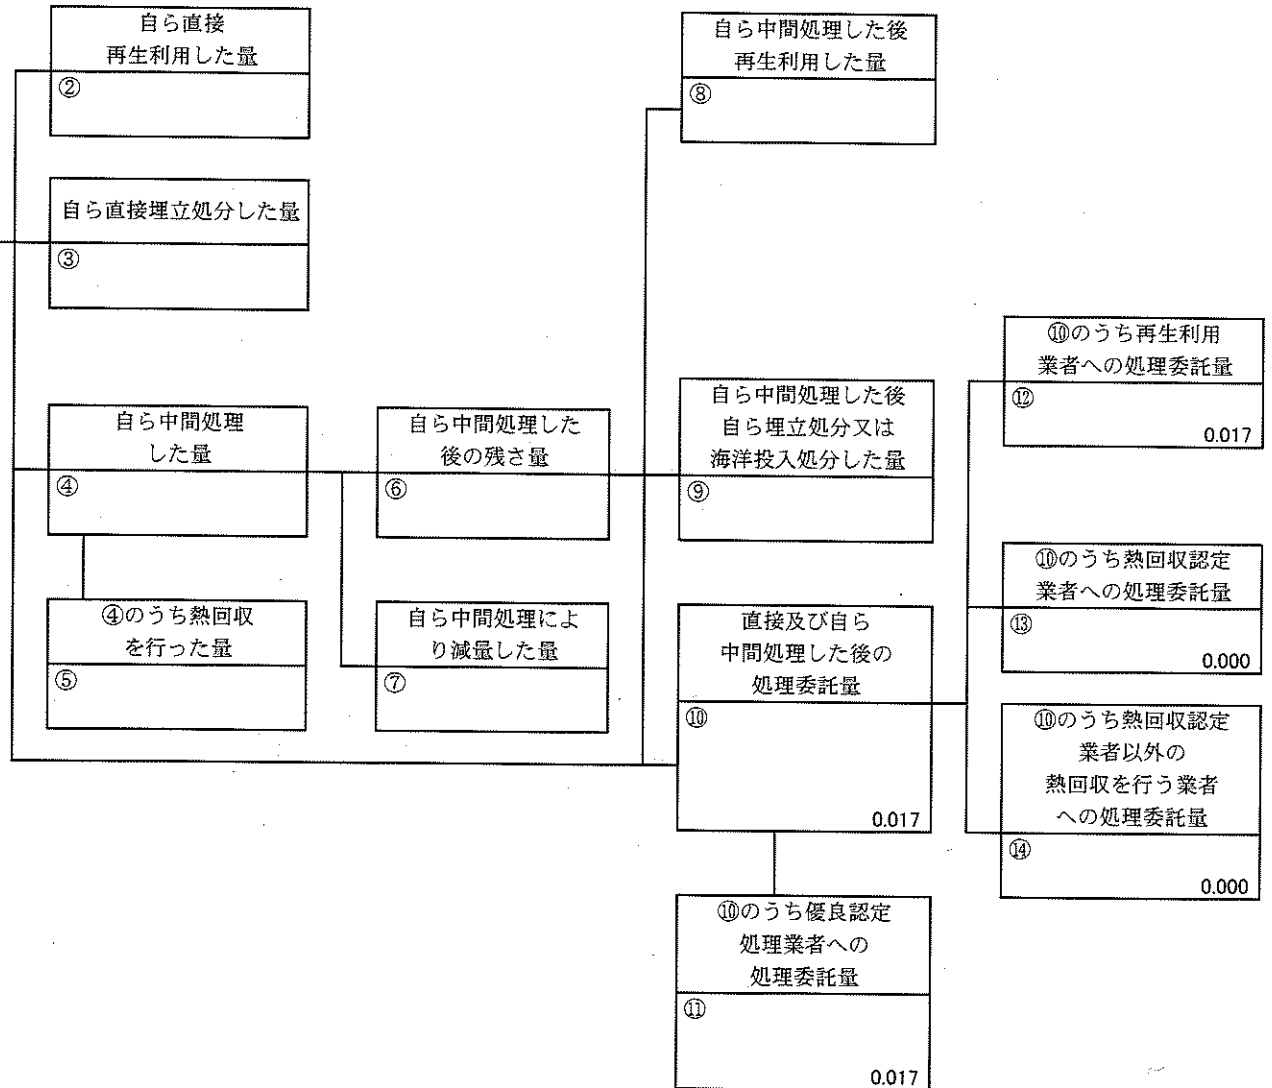 自ら直接
再生利用した量
②
自ら直接埋立処分した量
③
自ら中間処理
した量
④
④のうち熱回収
を行った量
⑤
自ら中間処理した
後の残さ量
⑥
自ら中間処理によ
り減量した量
⑦
自ら中間処理した後
再生利用した量
⑧
自ら中間処理した後
自ら埋立処分又は
海洋投入処分した量
⑨
直接及び自ら
中間処理した後の
処理委託量
⑩
0.017
⑩のうち優良認定
処理業者への
処理委託量
⑪
0.017
⑩のうち再生利用
業者への処理委託量
⑫
0.017
⑩のうち熱回収認定
業者への処理委託量
⑬
0.000
⑩のうち熱回収認定
業者以外の
熱回収を行う業者
への処理委託量
⑭
0.000